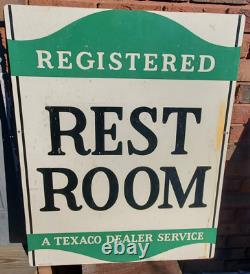 REGISTERED
REST
ROOM
A TEXACO DEALER SERVICE
ebay